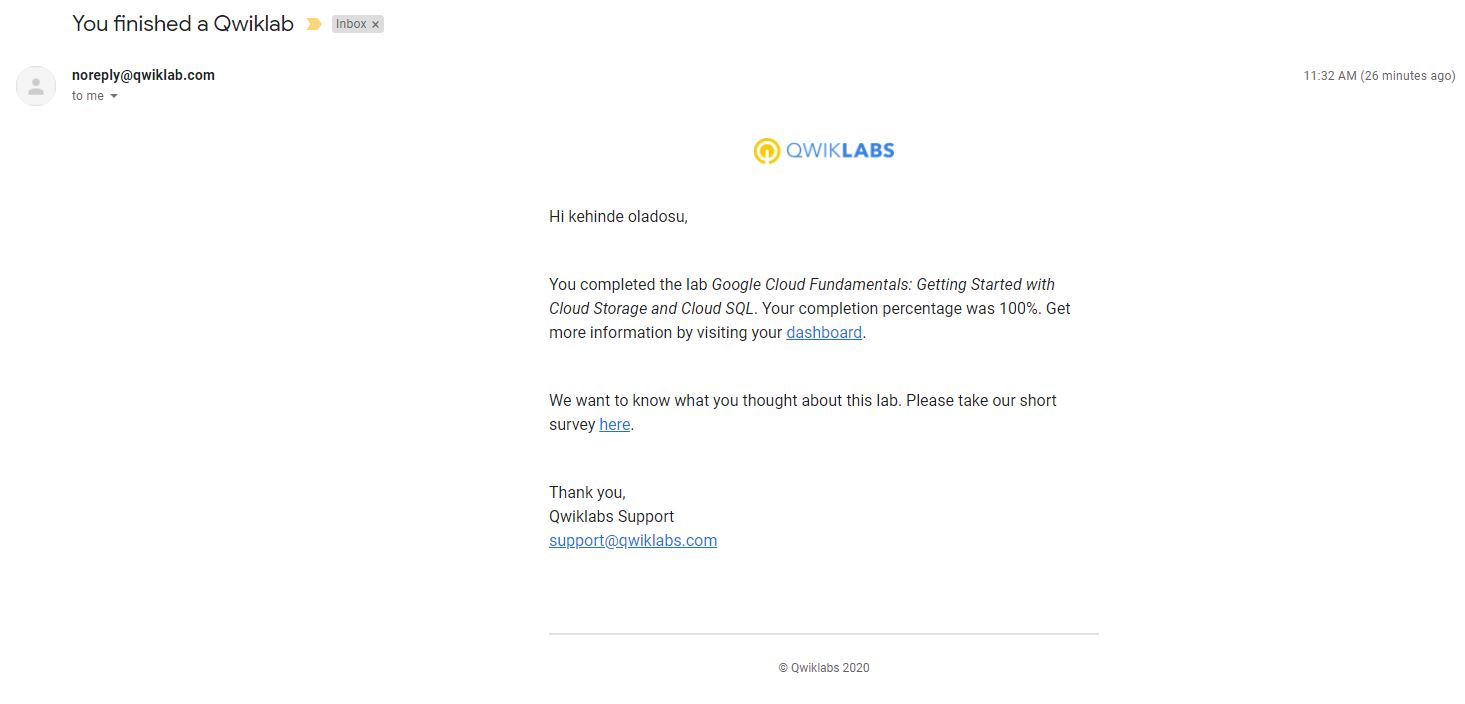 You finished a Qwiklab
Inbox ×
noreply@qwiklab.com
11:32 AM (26 minutes ago)
to me
QWIKLABS
Hi kehinde oladosu,
You completed the lab Google Cloud Fundamentals: Getting Started with
Cloud Storage and Cloud SQL. Your completion percentage was 100%. Get
more information by visiting your dashboard.
We want to know what you thought about this lab. Please take our short
survey here.
Thank you,
Qwiklabs Support
support@qwiklabs.com
© Qwiklabs 2020